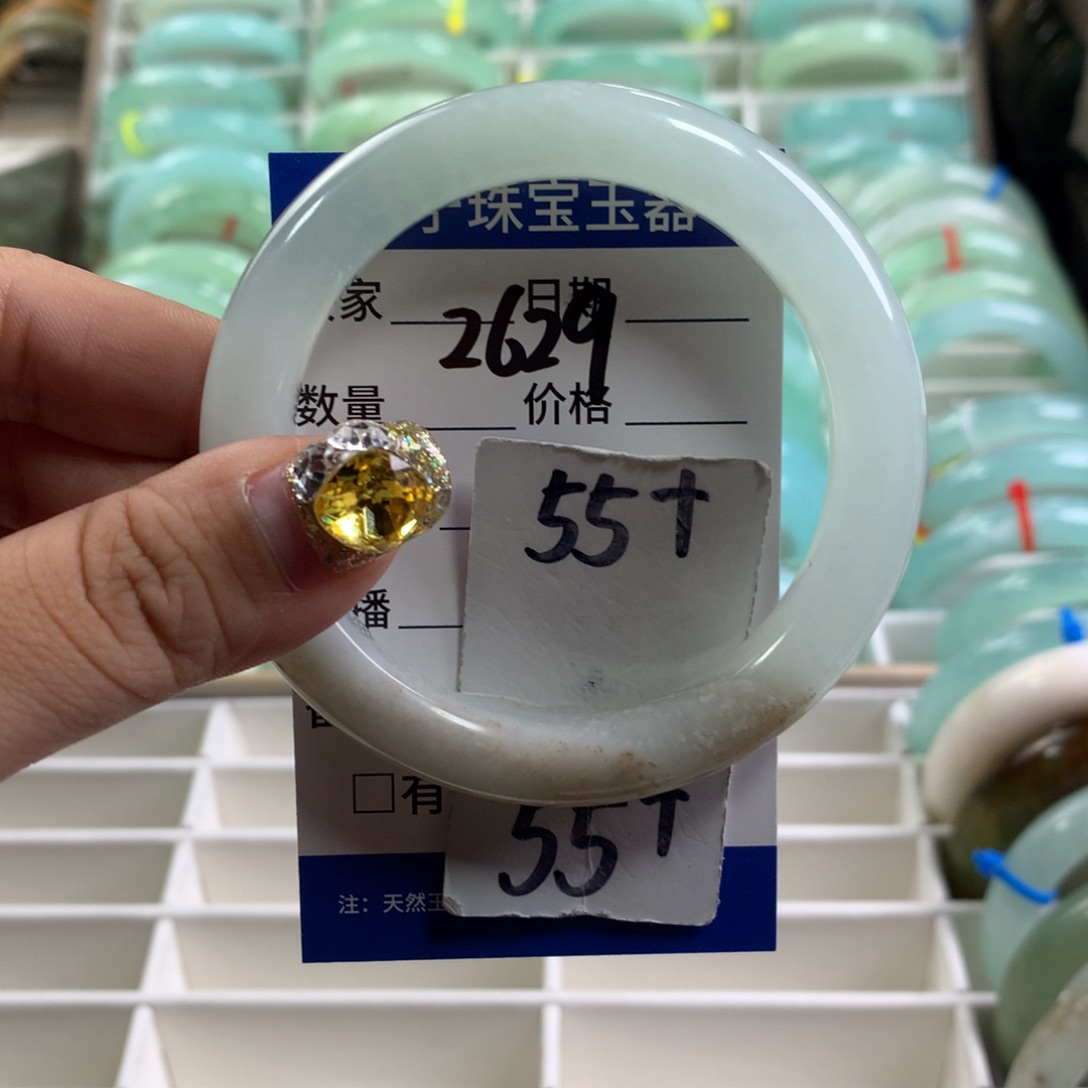 珠宝玉器
家 日期
2629
数量 价格
55+
播
□有
55+
注：天然玉